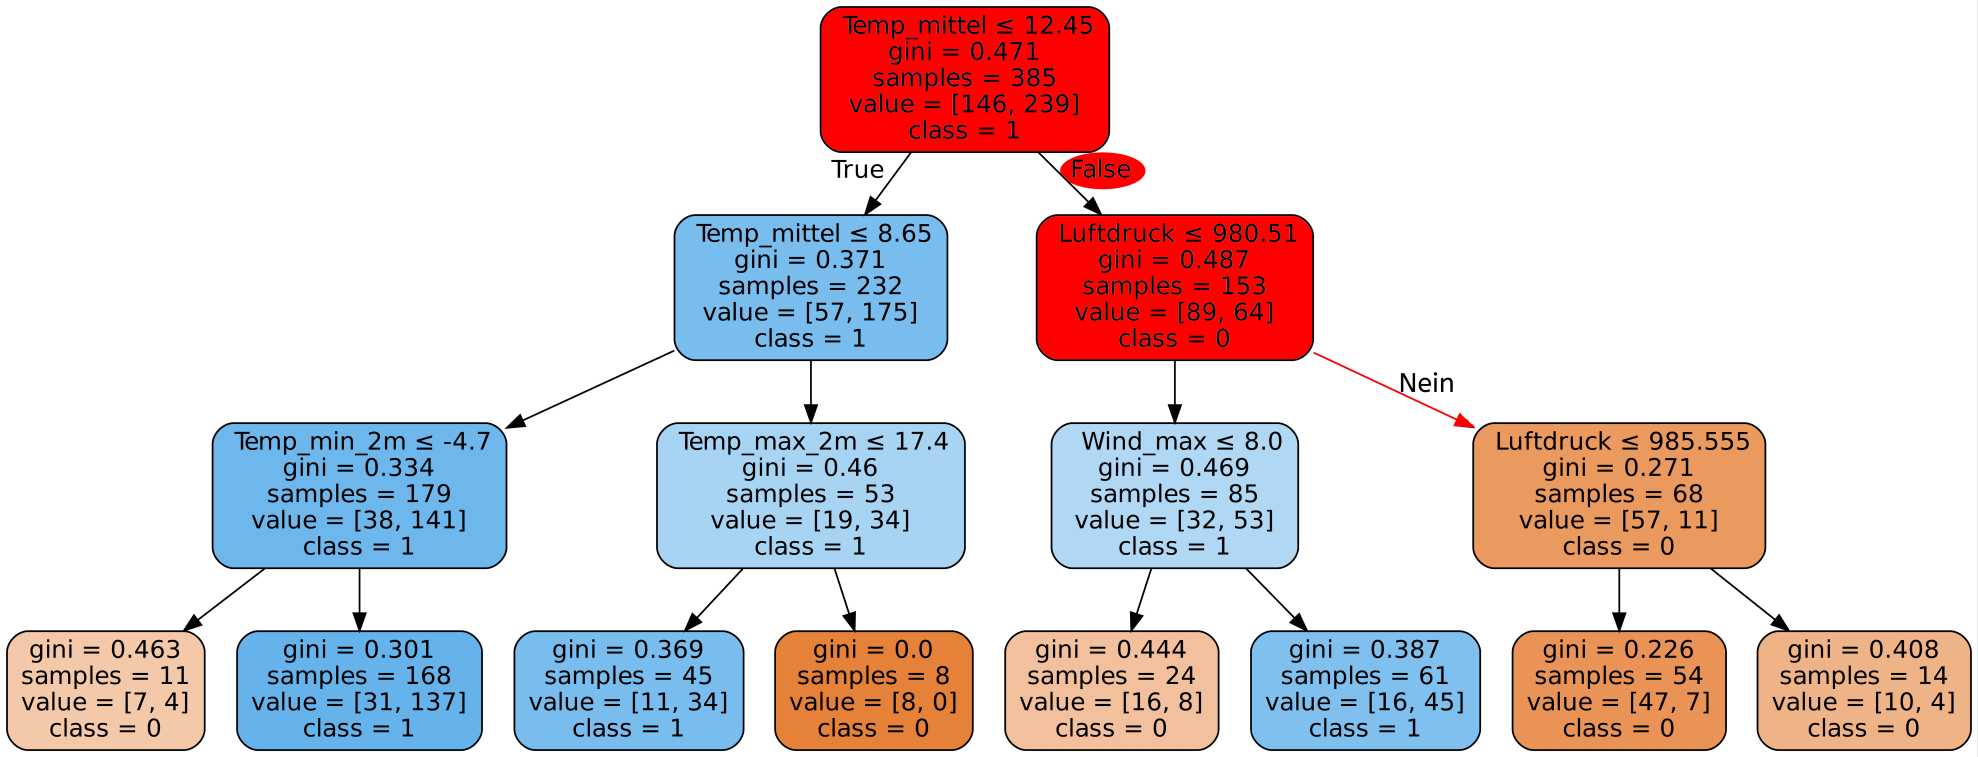 Temp_mittel ≤ 12.45
gini = 0.471
samples = 385
value = [146, 239]
class = 1
True
False
Temp_mittel ≤ 8.65
gini = 0.371
samples = 232
value = [57, 175]
class = 1
Luftdruck ≤ 980.51
gini = 0.487
samples = 153
value = [89, 64]
class = 0
Nein
Temp_min_2m ≤ -4.7
gini = 0.334
samples = 179
value = [38, 141]
class = 1
Temp_max_2m ≤ 17.4
gini = 0.46
samples = 53
value = [19, 34]
class = 1
Wind_max ≤ 8.0
gini = 0.469
samples = 85
value = [32, 53]
class = 1
Luftdruck ≤ 985.555
gini = 0.271
samples = 68
value = [57, 11]
class = 0
gini = 0.463
samples = 11
value = [7, 4]
class = 0
gini = 0.301
samples = 168
value = [31, 137]
class = 1
gini = 0.369
samples = 45
value = [11, 34]
class = 1
gini = 0.0
samples = 8
value = [8, 0]
class = 0
gini = 0.444
samples = 24
value = [16, 8]
class = 0
gini = 0.387
samples = 61
value = [16, 45]
class = 1
gini = 0.226
samples = 54
value = [47, 7]
class = 0
gini = 0.408
samples = 14
value = [10, 4]
class = 0